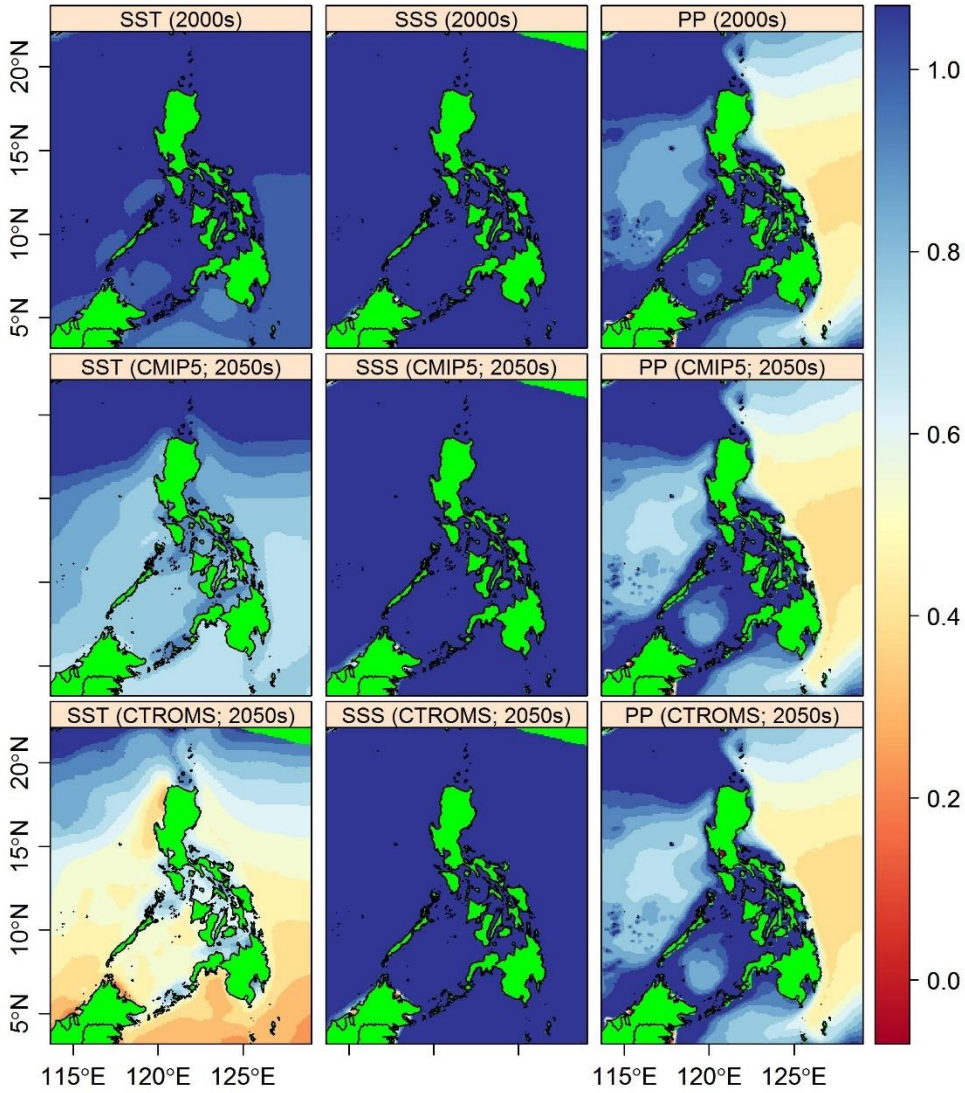 SST (2000s) SSS (2000s) PP (2000s)
20°N
15°N
10°N
5°N
SST (CMIP5; 2050s) SSS (CMIP5; 2050s) PP (CMIP5; 2050s)
SST (CTROMS; 2050s) SSS (CTROMS; 2050s) PP (CTROMS; 2050s)
20°N
15°N
10°N
5°N
115°E 120°E 125°E 115°E 120°E 125°E
1.0
0.8
0.6
0.4
0.2
0.0